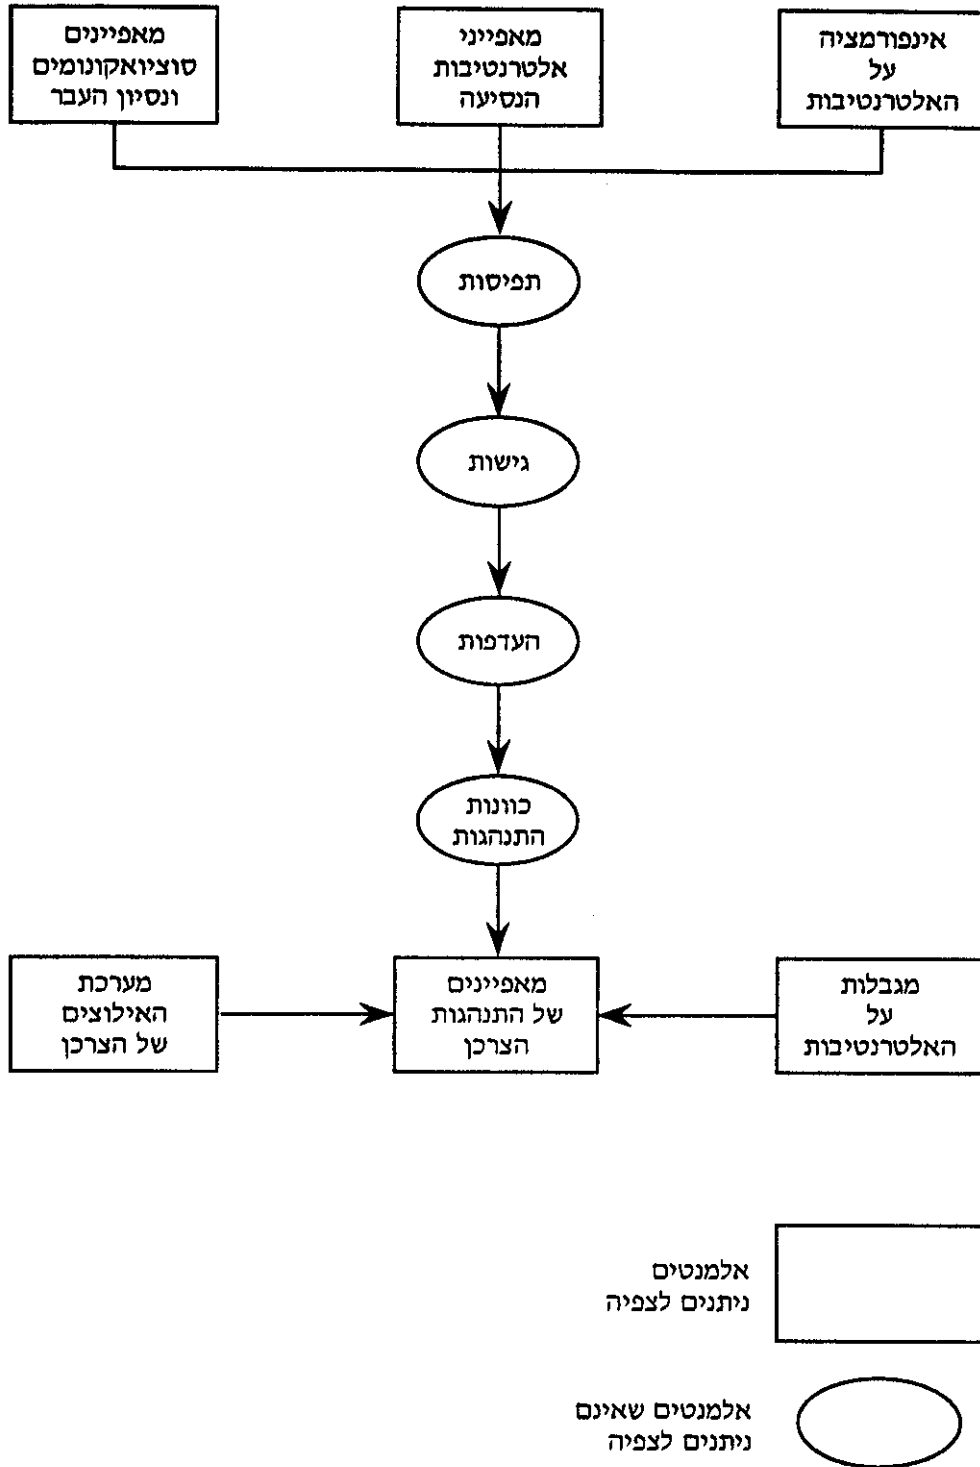 אינפורמציה
על
האלטרנטיבות
מאפייני
אלטרנטיבות
הנסיעה
מאפיינים
סוציואקונומים
ונסיון העבר
תפיסות
גישות
העדפות
כוונות
התנהגות
מגבלות
על
האלטרנטיבות
מאפיינים
של התנהגות
הצרכן
מערכת
האילוצים
של הצרכן
אלמנטים
ניתנים לצפיה
אלמנטים שאינם
ניתנים לצפיה